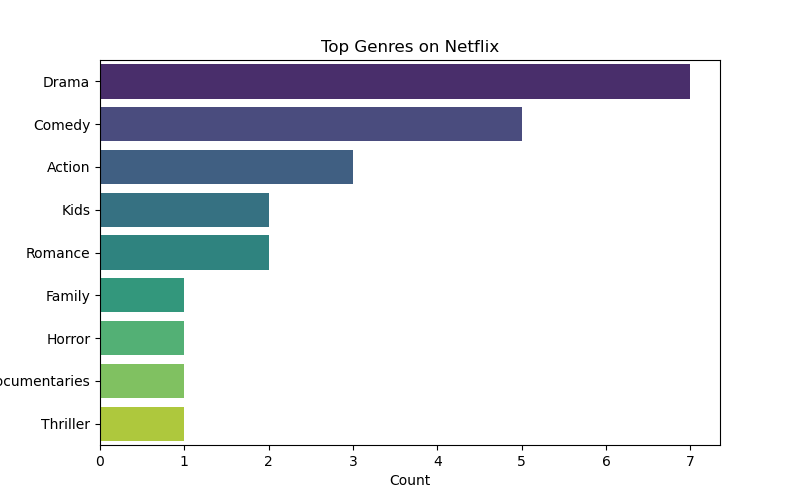 Top Genres on Netflix
Drama
Comedy
Action
Kids
Romance
Family
Horror
ocumentaries
Thriller
0 1 2 3 4 5 6 7
Count